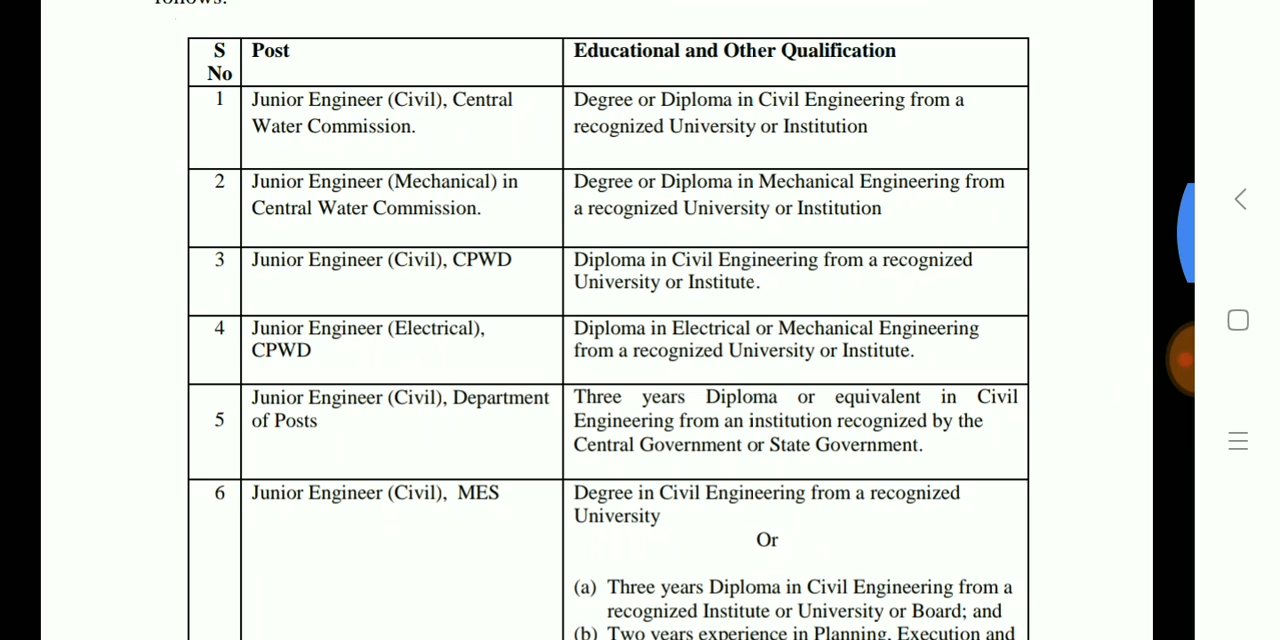 follows:
S
No
Post
Educational and Other Qualification
1
Junior Engineer (Civil), Central
Water Commission.
Degree or Diploma in Civil Engineering from a
recognized University or Institution
2
Junior Engineer (Mechanical) in
Central Water Commission.
Degree or Diploma in Mechanical Engineering from
a recognized University or Institution
3
Junior Engineer (Civil), CPWD
Diploma in Civil Engineering from a recognized
University or Institute.
4
Junior Engineer (Electrical),
CPWD
Diploma in Electrical or Mechanical Engineering
from a recognized University or Institute.
5
Junior Engineer (Civil), Department
of Posts
Three years Diploma or equivalent in Civil
Engineering from an institution recognized by the
Central Government or State Government.
6
Junior Engineer (Civil), MES
Degree in Civil Engineering from a recognized
University
Or
(a) Three years Diploma in Civil Engineering from a
recognized Institute or University or Board; and
(b) Two years experience in Planning, Execution and